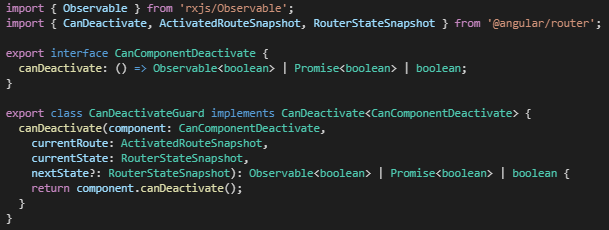 import { Observable } from 'rxjs/Observable';
import { CanDeactivate, ActivatedRouteSnapshot, RouterStateSnapshot } from '@angular/router';

export interface CanComponentDeactivate {
  canDeactivate: () => Observable<boolean> | Promise<boolean> | boolean;
}

export class CanDeactivateGuard implements CanDeactivate<CanComponentDeactivate> {
  canDeactivate(component: CanComponentDeactivate,
    currentRoute: ActivatedRouteSnapshot,
    currentState: RouterStateSnapshot,
    nextState?: RouterStateSnapshot): Observable<boolean> | Promise<boolean> | boolean {
    return component.canDeactivate();
  }
}